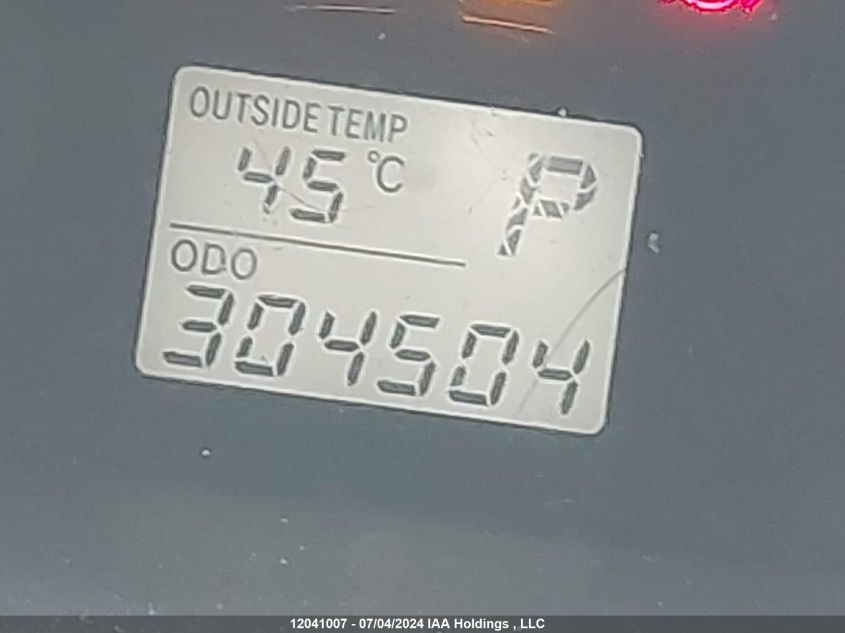 OUTSIDE TEMP
45 °C
P
ODO
304504
12041007 - 07/04/2024 IAA Holdings , LLC